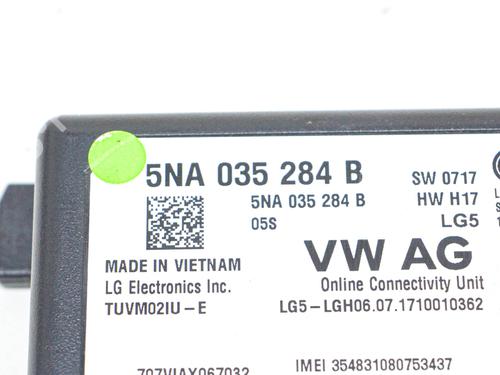 5NA 035 284 B
SW 0717
5NA 035 284 B
HW H17
05S
LG5
VW AG
MADE IN VIETNAM
Online Connectivity Unit
LG Electronics Inc.
TUVM02IU-E
LG5-LGH06.07.1710010362
707VIAX067032
IMEI 354831080753437